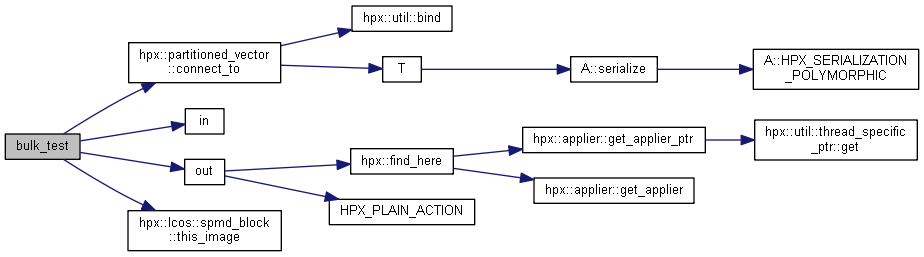 bulk_test
hpx::partitioned_vector
::connect_to
in
out
hpx::lcos::spmd_block
::this_image
hpx::util::bind
T
hpx::find_here
HPX_PLAIN_ACTION
A::serialize
hpx::applier::get_applier_ptr
hpx::applier::get_applier
A::HPX_SERIALIZATION
_POLYMORPHIC
hpx::util::thread_specific
_ptr::get